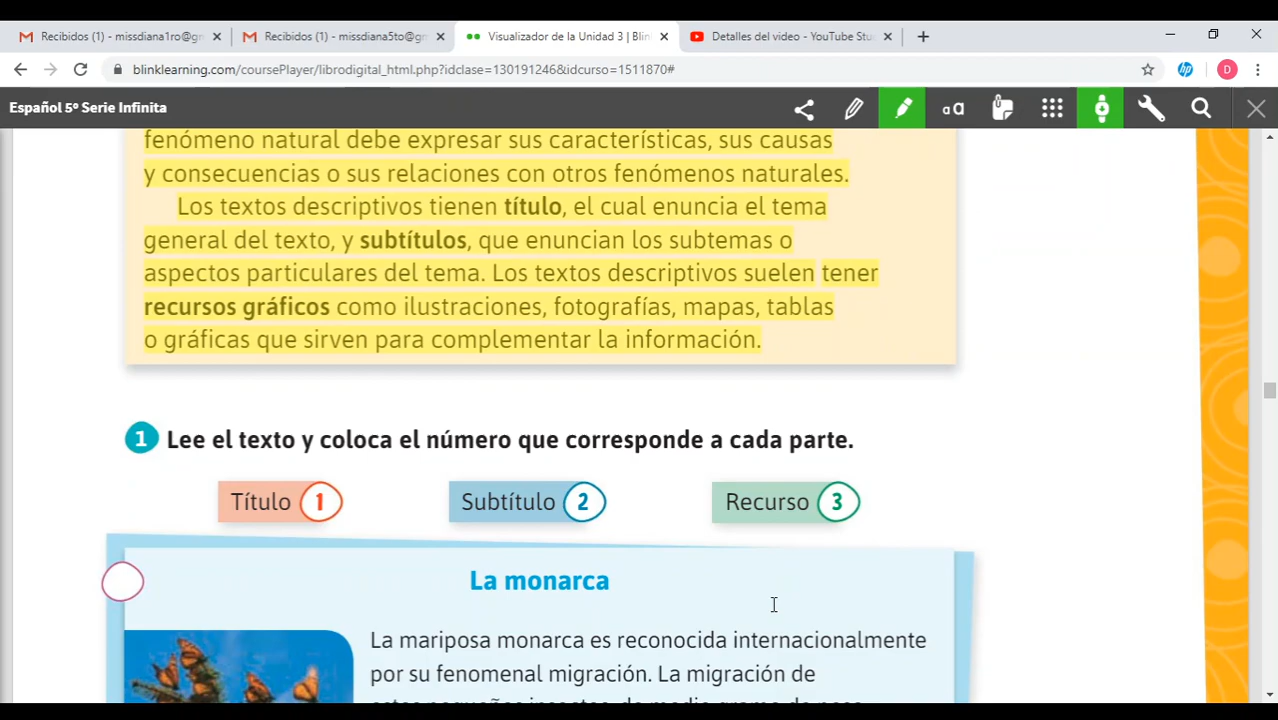 Recibidos (1) - missdiana1ro@gm
Recibidos (1) - missdiana5to@gm
Visualizador de la Unidad 3 | Blin
Detalles del video - YouTube Stu
blinklearning.com/coursePlayer/librodigital_html.php?idclase=130191246&idcurso=1511870#
D
Español 5º Serie Infinita
aA
fenómeno natural debe expresar sus características, sus causas
y consecuencias o sus relaciones con otros fenómenos naturales.
Los textos descriptivos tienen título, el cual enuncia el tema
general del texto, y subtítulos, que enuncian los subtemas o
aspectos particulares del tema. Los textos descriptivos suelen tener
recursos gráficos como ilustraciones, fotografías, mapas, tablas
o gráficas que sirven para complementar la información.
1 Lee el texto y coloca el número que corresponde a cada parte.
Título 1 Subtítulo 2 Recurso 3
La monarca
La mariposa monarca es reconocida internacionalmente
por su fenomenal migración. La migración de